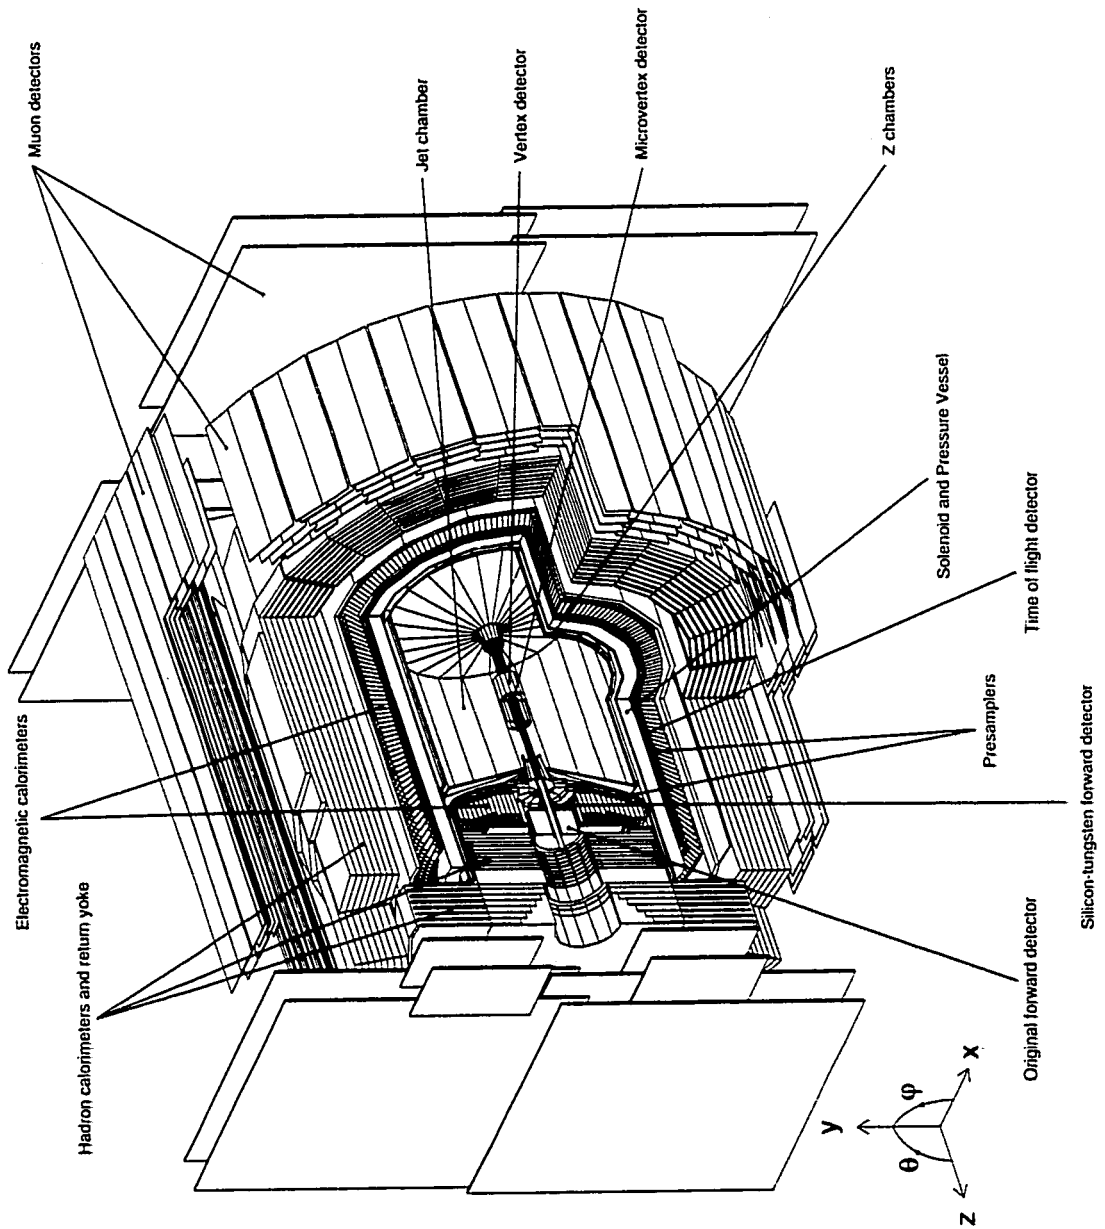 Muon detectors
Jet chamber
Vertex detector
Microvertex detector
Z chambers
Solenoid and Pressure Vessel
Time of flight detector
Presamplers
Silicon-tungsten forward detector
Original forward detector
Electromagnetic calorimeters
Hadron calorimeters and return yoke
y
θ φ
z x